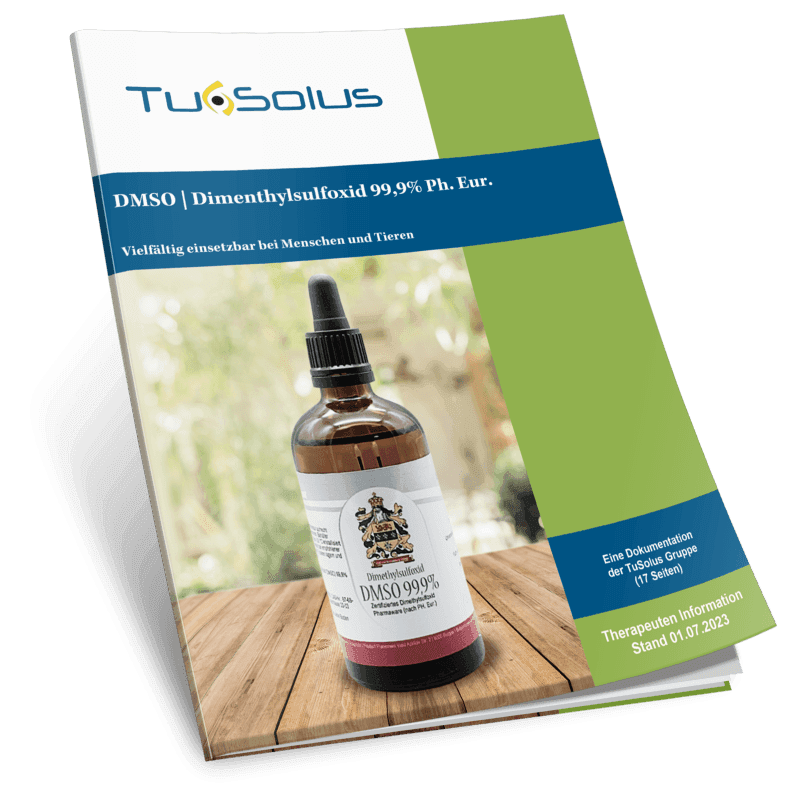 TuSolus
DMSO | Dimenthylsulfoxid 99,9% Ph. Eur.
Vielfältig einsetzbar bei Menschen und Tieren
Dimethylsulfoxid
DMSO 99,9%
Zertifiziertes Dimethylsulfoxid
Pharmaware (nach PH. Eur.)
Eine Dokumentation
der TuSolus Gruppe
(17 Seiten)
Therapeuten Information
Stand 01.07.2023